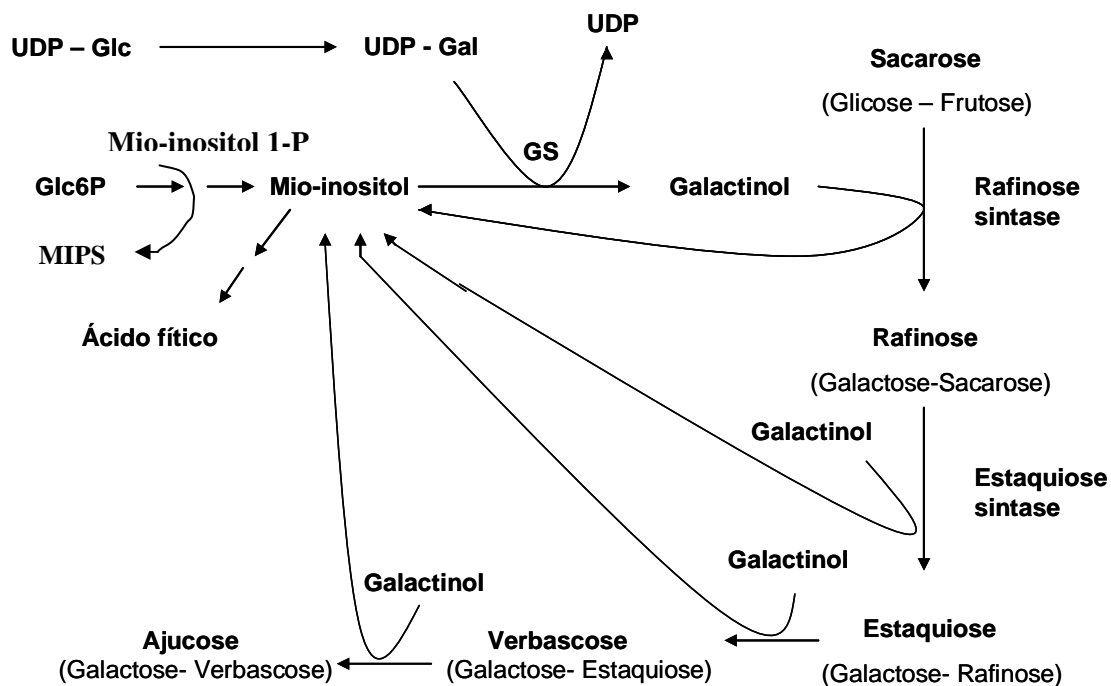 UDP
UDP – Glc
UDP - Gal
Sacarose
(Glicose – Frutose)
Mio-inositol 1-P
GS
Glc6P
Mio-inositol
Galactinol
Rafinose
sintase
MIPS
Ácido fítico
Rafinose
(Galactose-Sacarose)
Galactinol
Estaquiose
sintase
Galactinol
Galactinol
Ajucose
(Galactose- Verbascose)
Verbascose
(Galactose- Estaquiose)
Estaquiose
(Galactose- Rafinose)